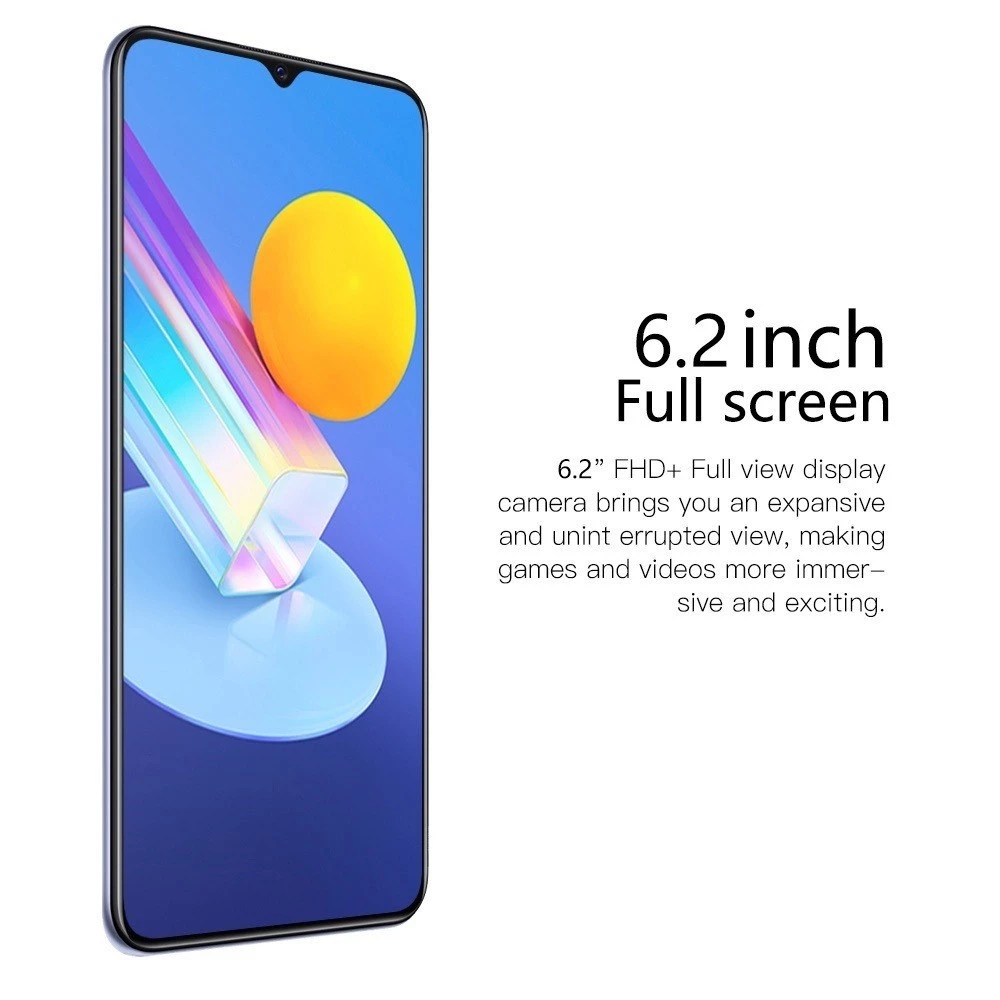 6.2 inch
Full screen
6.2” FHD+ Full view display
camera brings you an expansive
and unint errupted view, making
games and videos more immer–
sive and exciting.